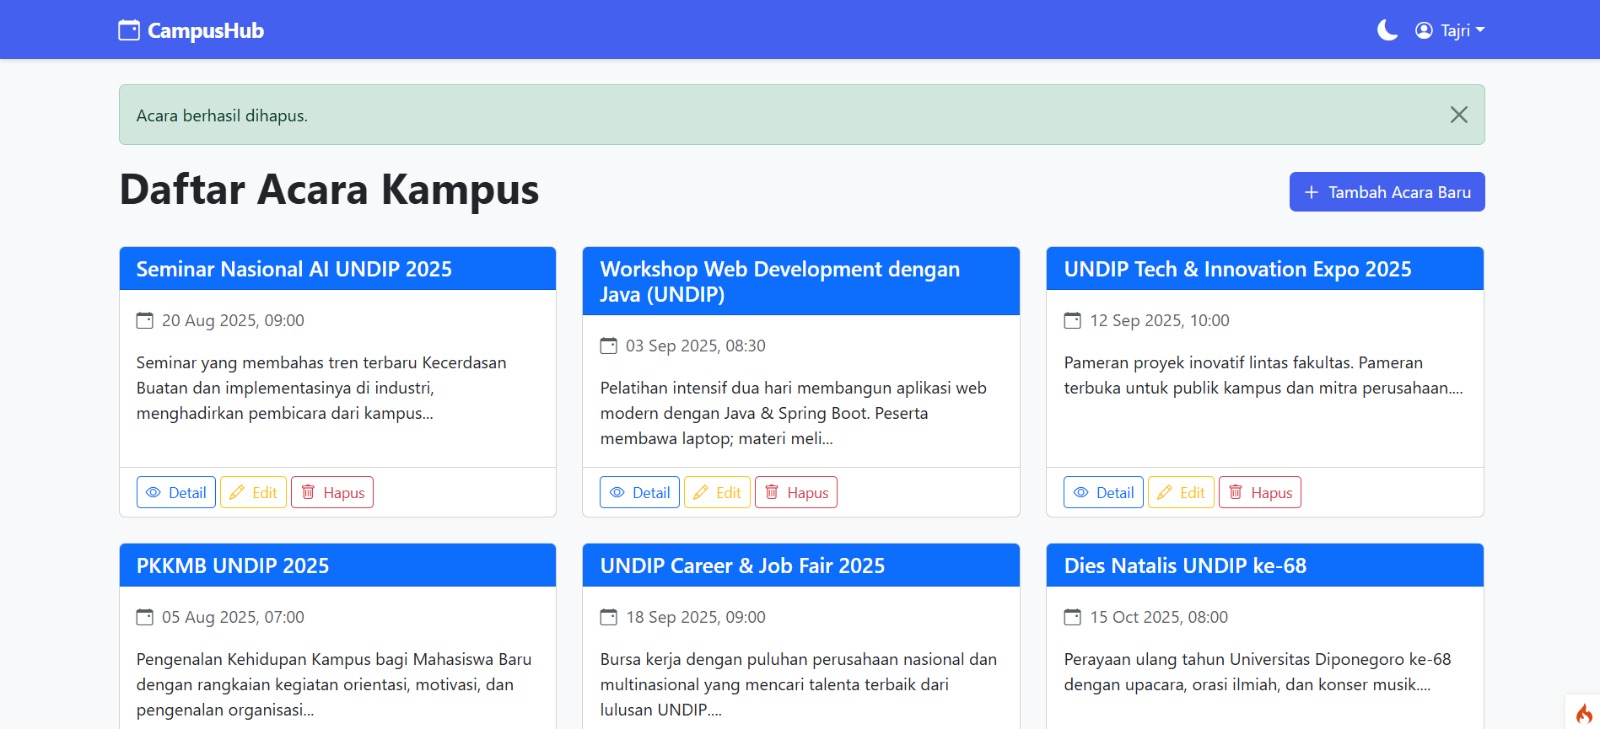 CampusHub
Tajri
Acara berhasil dihapus.
Daftar Acara Kampus
Tambah Acara Baru
Seminar Nasional AI UNDIP 2025
20 Aug 2025, 09:00
Seminar yang membahas tren terbaru Kecerdasan
Buatan dan implementasinya di industri,
menghadirkan pembicara dari kampus...
Detail
Edit
Hapus
Workshop Web Development dengan
Java (UNDIP)
03 Sep 2025, 08:30
Pelatihan intensif dua hari membangun aplikasi web
modern dengan Java & Spring Boot. Peserta
membawa laptop; materi meli...
Detail
Edit
Hapus
UNDIP Tech & Innovation Expo 2025
12 Sep 2025, 10:00
Pameran proyek inovatif lintas fakultas. Pameran
terbuka untuk publik kampus dan mitra perusahaan....
Detail
Edit
Hapus
PKKMB UNDIP 2025
05 Aug 2025, 07:00
Pengenalan Kehidupan Kampus bagi Mahasiswa Baru
dengan rangkaian kegiatan orientasi, motivasi, dan
pengenalan organisasi...
UNDIP Career & Job Fair 2025
18 Sep 2025, 09:00
Bursa kerja dengan puluhan perusahaan nasional dan
multinasional yang mencari talenta terbaik dari
lulusan UNDIP....
Dies Natalis UNDIP ke-68
15 Oct 2025, 08:00
Perayaan ulang tahun Universitas Diponegoro ke-68
dengan upacara, orasi ilmiah, dan konser musik....